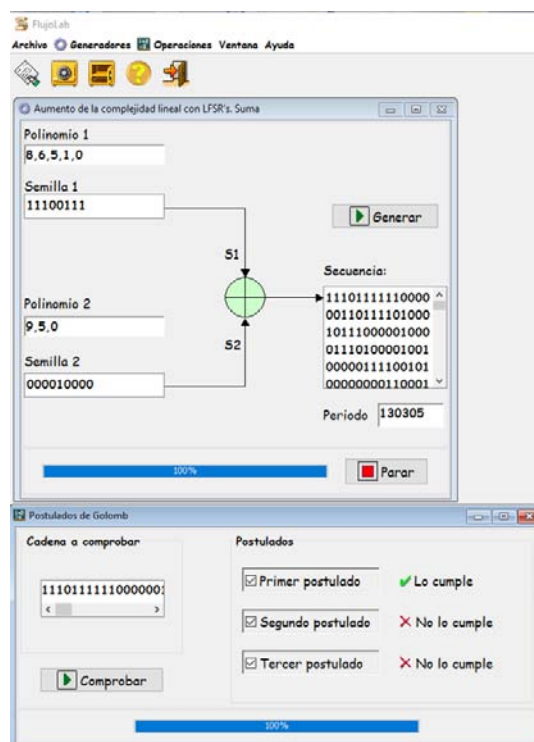 FlujoLab
Archivo Generadores Operaciones Ventana Ayuda
Aumento de la complejidad lineal con LFSR's. Suma
Polinomio 1
8,6,5,1,0
Semilla 1
11100111
Generar
S1
Secuencia:
11101111110000
00110111101000
10111000001000
01110100001001
00000111100101
00000000110001
Polinomio 2
9,5,0
S2
Semilla 2
000010000
Periodo 130305
100%
Parar
Postulados de Golomb
Cadena a comprobar
Postulados
1110111111000001
Primer postulado Lo cumple
Segundo postulado No lo cumple
Tercer postulado No lo cumple
Comprobar
100%